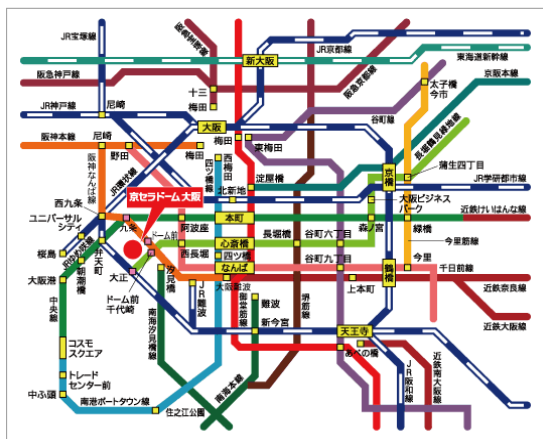 JR宝塚線
阪急宝塚線
JR京都線
東海道新幹線
新大阪
阪急神戸線
阪急京都線
京阪本線
太子橋
今市
十三
梅田
JR神戸線
尼崎
大阪
谷町線
長堀鶴見緑地線
阪神本線
尼崎
野田
梅田
梅田
東梅田
西梅田
四ツ橋線
京橋
蒲生四丁目
阪神なんば線
JR環状線
淀屋橋
JR学研都市線
京セラドーム大阪
北新地
大阪ビジネス
パーク
西九条
ユニバーサル
シティ
九条
ドーム前
阿波座
本町
近鉄けいはんな線
森ノ宮
緑橋
心斎橋
長堀橋
谷町六丁目
今里筋線
桜島
JRゆめ咲線
弁天町
西長堀
四ツ橋
なんば
谷町九丁目
鶴橋
今里
千日前線
大阪港
朝潮橋
大正
汐見橋
大阪難波
上本町
近鉄奈良線
中央線
ドーム前
千代崎
JR難波
御堂筋線
難波
堺筋線
近鉄大阪線
南海汐見橋線
新今宮
天王寺
コスモ
スクエア
あべの橋
トレード
センター前
JR阪和線
近鉄南大阪線
中ふ頭
南港ポートタウン線
住之江公園
南海本線